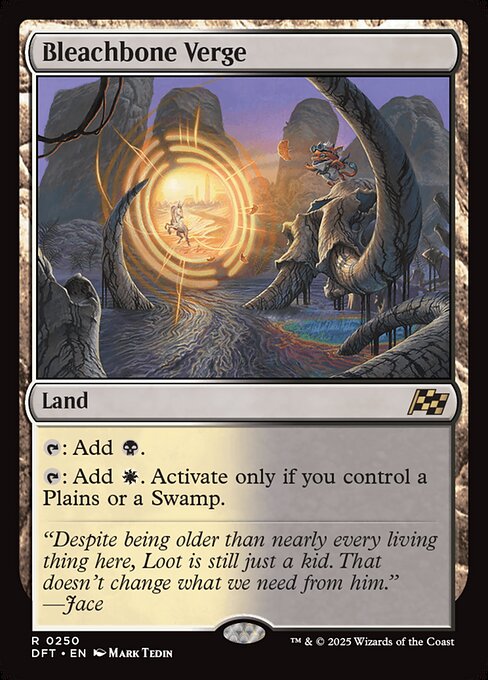 Bleachbone Verge
Land
: Add .
: Add . Activate only if you control a
Plains or a Swamp.
“Despite being older than nearly every living
thing here, Loot is still just a kid. That
doesn’t change what we need from him.”
—Jace
R 0250
DFT • EN Mark Tedin
™ & © 2025 Wizards of the Coast